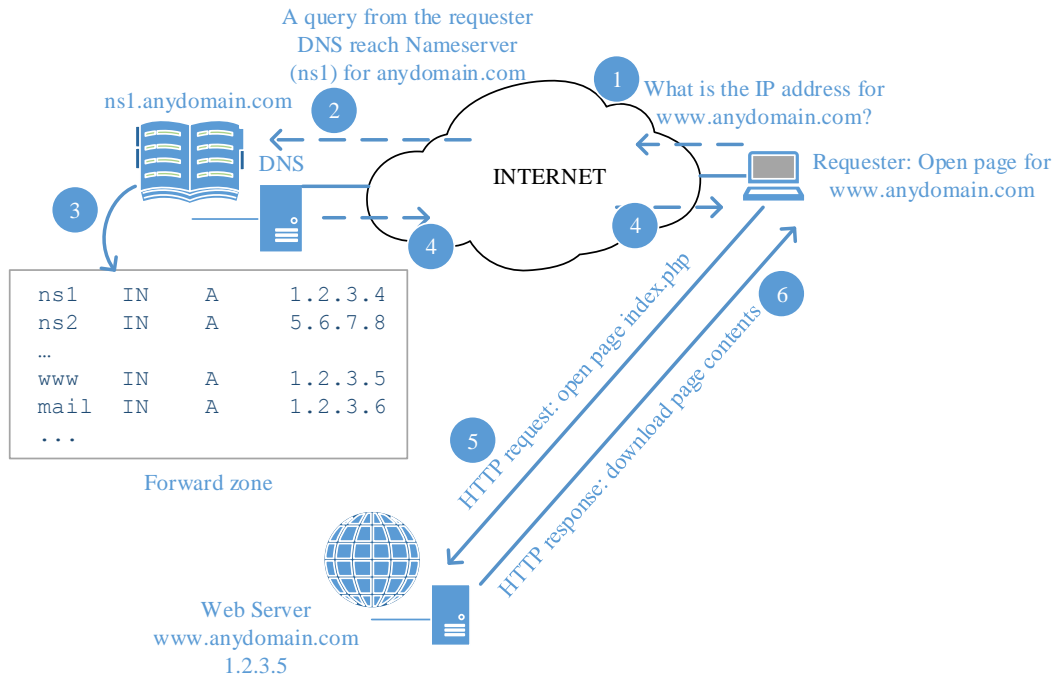 A query from the requester
DNS reach Nameserver
(ns1) for anydomain.com
1
What is the IP address for
www.anydomain.com?
ns1.anydomain.com
2
DNS
INTERNET
Requester: Open page for
www.anydomain.com
3
4
4
ns1 IN A 1.2.3.4
ns2 IN A 5.6.7.8
…
www IN A 1.2.3.5
mail IN A 1.2.3.6
...
Forward zone
5
HTTP request: open page index.php
6
HTTP response: download page contents
Web Server
www.anydomain.com
1.2.3.5